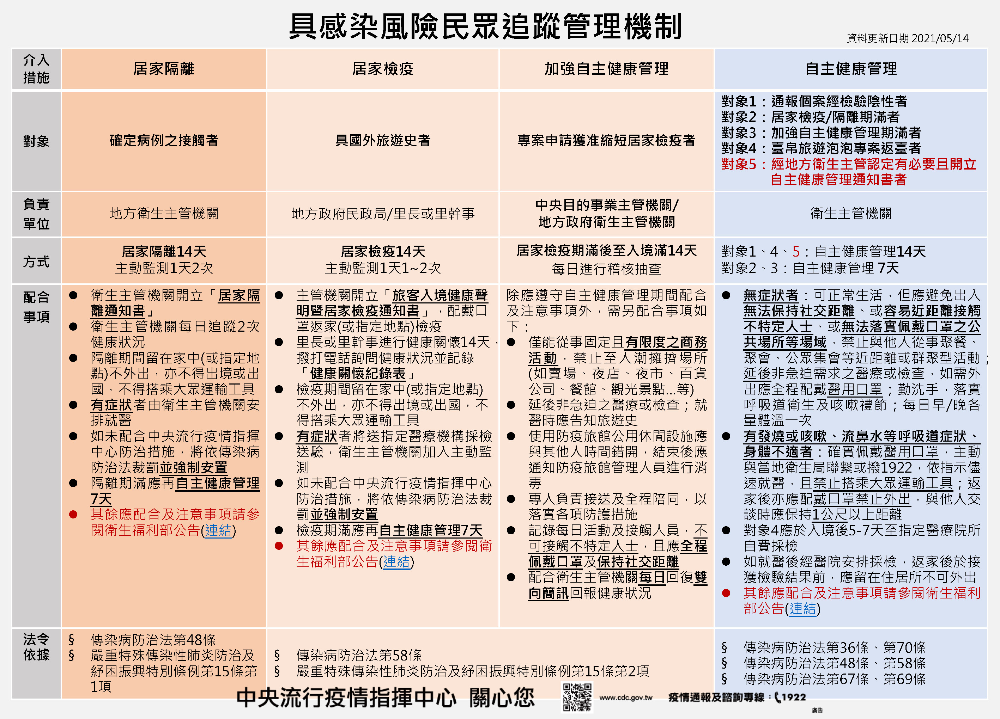 具感染風險民眾追蹤管理機制
資料更新日期 2021/05/14
介入
措施
居家隔離
居家檢疫
加強自主健康管理
自主健康管理
對象
確定病例之接觸者
具國外旅遊史者
專案申請獲准縮短居家檢疫者
對象1：通報個案經檢驗陰性者
對象2：居家檢疫/隔離期滿者
對象3：加強自主健康管理期滿者
對象4：臺帛旅遊泡泡專案返臺者
對象5：經地方衛生主管認定有必要且開立
自主健康管理通知書者
負責
單位
地方衛生主管機關
地方政府民政局/里長或里幹事
中央目的事業主管機關/
地方政府衛生主管機關
衛生主管機關
方式
居家隔離14天
主動監測1天2次
居家檢疫14天
主動監測1天1~2次
居家檢疫期滿後至入境滿14天
每日進行稽核抽查
對象1、4、5：自主健康管理14天
對象2、3：自主健康管理 7天
配合
事項
● 衛生主管機關開立「居家隔
離通知書」
● 衛生主管機關每日追蹤2次
健康狀況
● 隔離期間留在家中(或指定地
點)不外出，亦不得出境或出
國，不得搭乘大眾運輸工具
● 有症狀者由衛生主管機關安
排就醫
● 如未配合中央流行疫情指揮
中心防治措施，將依傳染病
防治法裁罰並強制安置
● 隔離期滿應再自主健康管理
7天
● 其餘應配合及注意事項請參
閱衛生福利部公告(連結)
● 主管機關開立「旅客入境健康聲
明暨居家檢疫通知書」，配戴口
罩返家(或指定地點)檢疫
● 里長或里幹事進行健康關懷14天，
撥打電話詢問健康狀況並記錄
「健康關懷紀錄表」
● 檢疫期間留在家中(或指定地點)
不外出，亦不得出境或出國，不
得搭乘大眾運輸工具
● 有症狀者將送指定醫療機構採檢
送驗，衛生主管機關加入主動監
測
● 如未配合中央流行疫情指揮中心
防治措施，將依傳染病防治法裁
罰並強制安置
● 檢疫期滿應再自主健康管理7天
● 其餘應配合及注意事項請參閱衛
生福利部公告(連結)
除應遵守自主健康管理期間配合
及注意事項外，需另配合事項如
下：
● 僅能從事固定且有限度之商務
活動，禁止至人潮擁擠場所
(如賣場、夜店、夜市、百貨
公司、餐館、觀光景點...等)
● 延後非急迫之醫療或檢查；就
醫時應告知旅遊史
● 使用防疫旅館公用休閒設施應
與其他人時間錯開，結束後應
通知防疫旅館管理人員進行消
毒
● 專人負責接送及全程陪同，以
落實各項防護措施
● 記錄每日活動及接觸人員，不
可接觸不特定人士，且應全程
佩戴口罩及保持社交距離
● 配合衛生主管機關每日回復雙
向簡訊回報健康狀況
● 無症狀者：可正常生活，但應避免出入
無法保持社交距離、或容易近距離接觸
不特定人士、或無法落實佩戴口罩之公
共場所等場域，禁止與他人從事聚餐、
聚會、公眾集會等近距離或群聚型活動；
延後非急迫需求之醫療或檢查，如需外
出應全程配戴醫用口罩；勤洗手，落實
呼吸道衛生及咳嗽禮節；每日早/晚各
量體溫一次
● 有發燒或咳嗽、流鼻水等呼吸道症狀、
身體不適者：確實佩戴醫用口罩，主動
與當地衛生局聯繫或撥1922，依指示儘
速就醫，且禁止搭乘大眾運輸工具；返
家後亦應配戴口罩禁止外出，與他人交
談時應保持1公尺以上距離
● 對象4應於入境後5-7天至指定醫療院所
自費採檢
● 如就醫後經醫院安排採檢，返家後於接
獲檢驗結果前，應留在住居所不可外出
● 其餘應配合及注意事項請參閱衛生福利
部公告(連結)
法令
依據
§ 傳染病防治法第48條
§ 嚴重特殊傳染性肺炎防治及
紓困振興特別條例第15條第
1項
§ 傳染病防治法第58條
§ 嚴重特殊傳染性肺炎防治及紓困振興特別條例第15條第2項
§ 傳染病防治法第36條、第70條
§ 傳染病防治法第48條、第58條
§ 傳染病防治法第67條、第69條
中央流行疫情指揮中心 關心您
www.cdc.gov.tw
疫情通報及諮詢專線：1922
廣告